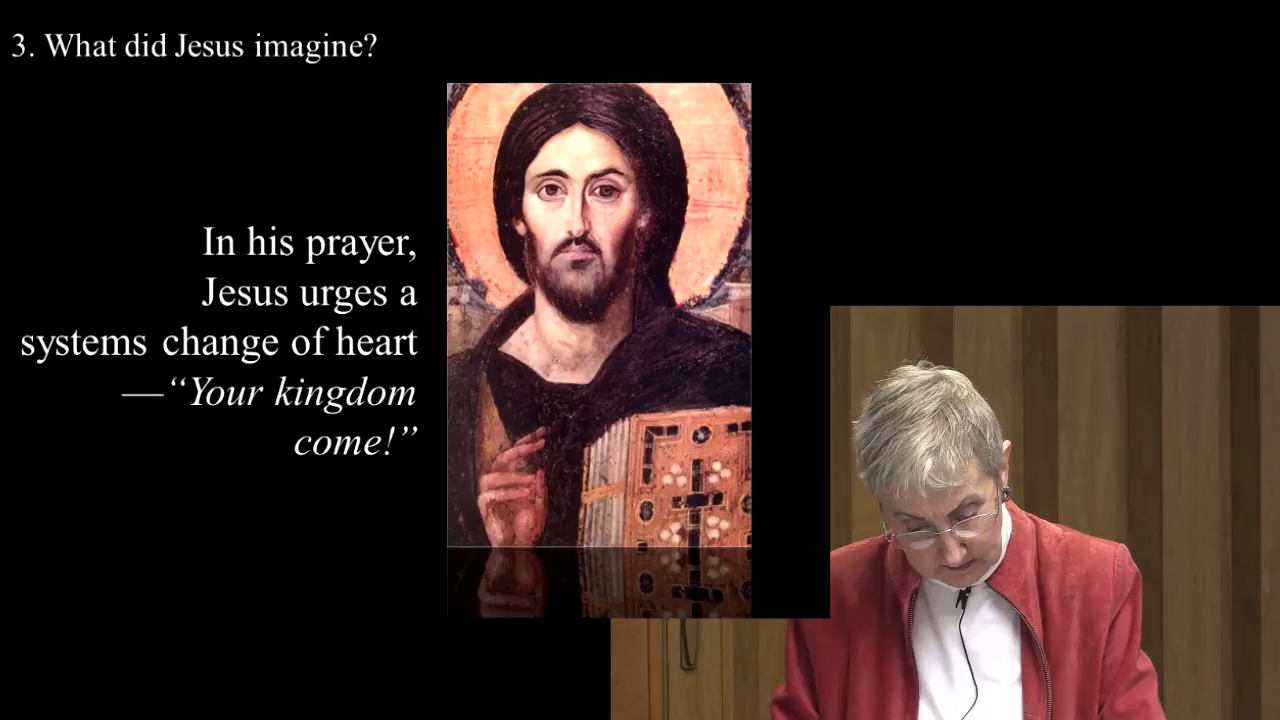 3. What did Jesus imagine?
In his prayer,
Jesus urges a
systems change of heart
—“Your kingdom
come!”